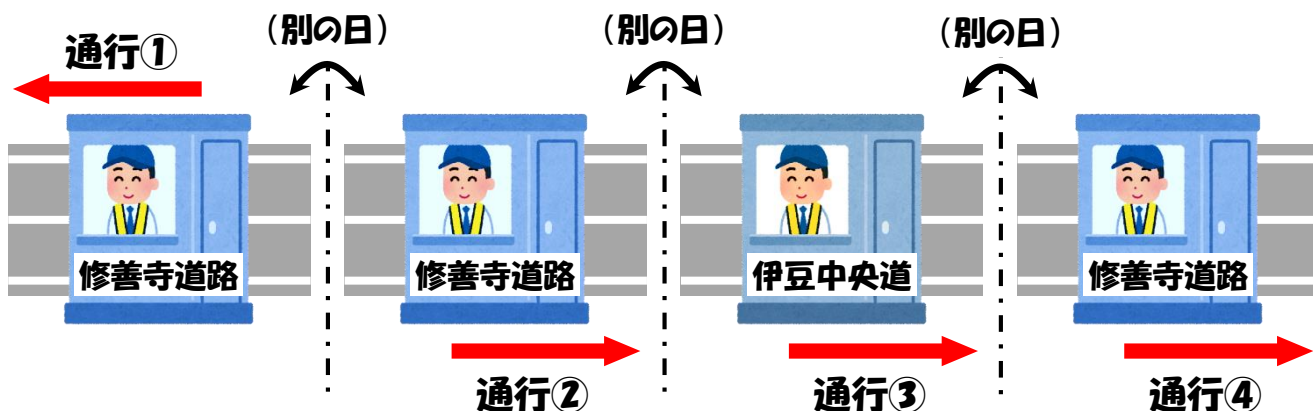 通行①
(別の日)
(別の日)
(別の日)
修善寺道路
修善寺道路
伊豆中央道
修善寺道路
通行②
通行③
通行④